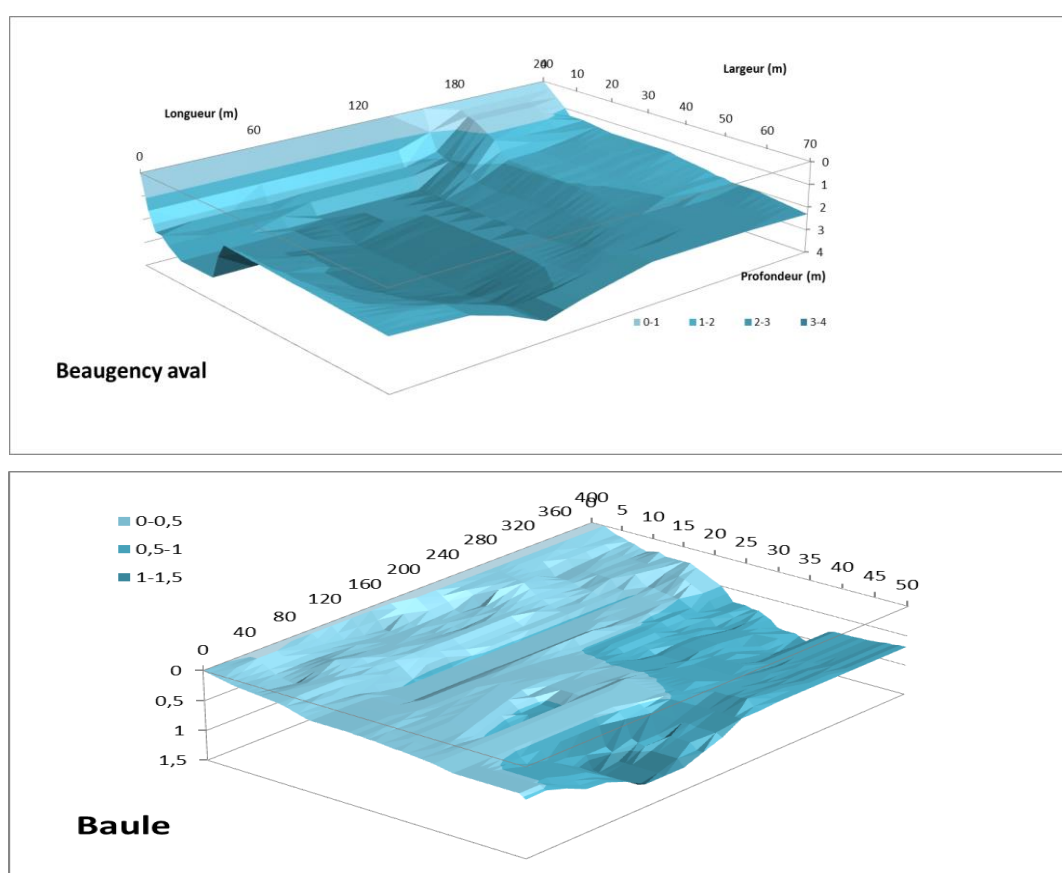 Largeur (m)
Longueur (m)
0 60 120 180 240
0 10 20 30 40 50 60 70
0
1
2
3
4
Profondeur (m)
0-1 1-2 2-3 3-4
Beaugency aval
0-0,5
0,5-1
1-1,5
0 40 80 120 160 200 240 280 320 360 400
0 5 10 15 20 25 30 35 40 45 50
0
0,5
1
1,5
Baule